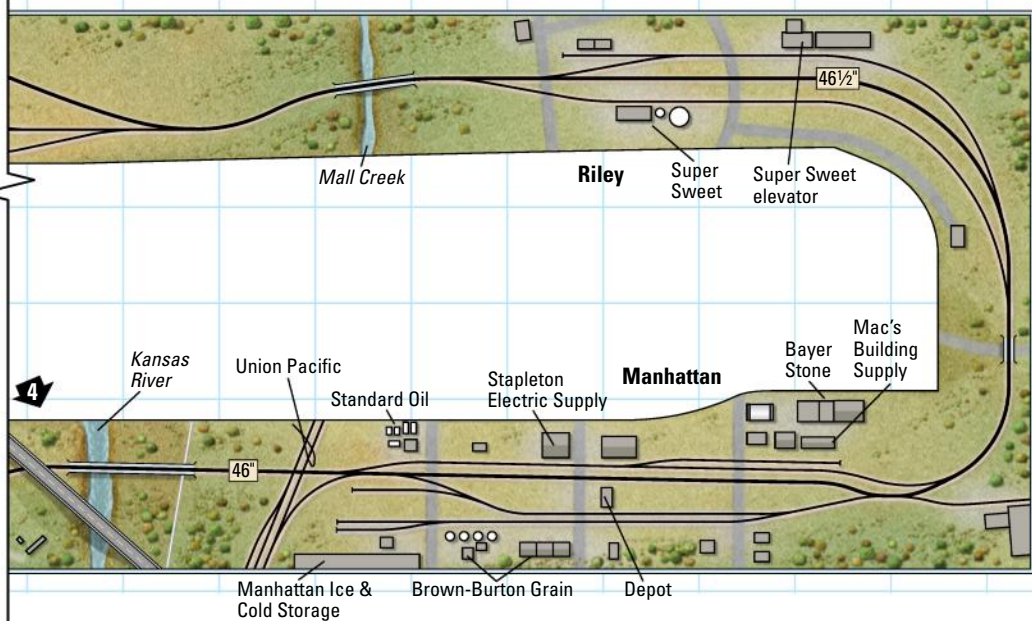 46½"
Mall Creek
Riley
Super
Sweet
Super Sweet
elevator
4
Kansas
River
Union Pacific
Standard Oil
Stapleton
Electric Supply
Manhattan
Bayer
Stone
Mac's
Building
Supply
46"
Manhattan Ice &
Cold Storage
Brown-Burton Grain
Depot